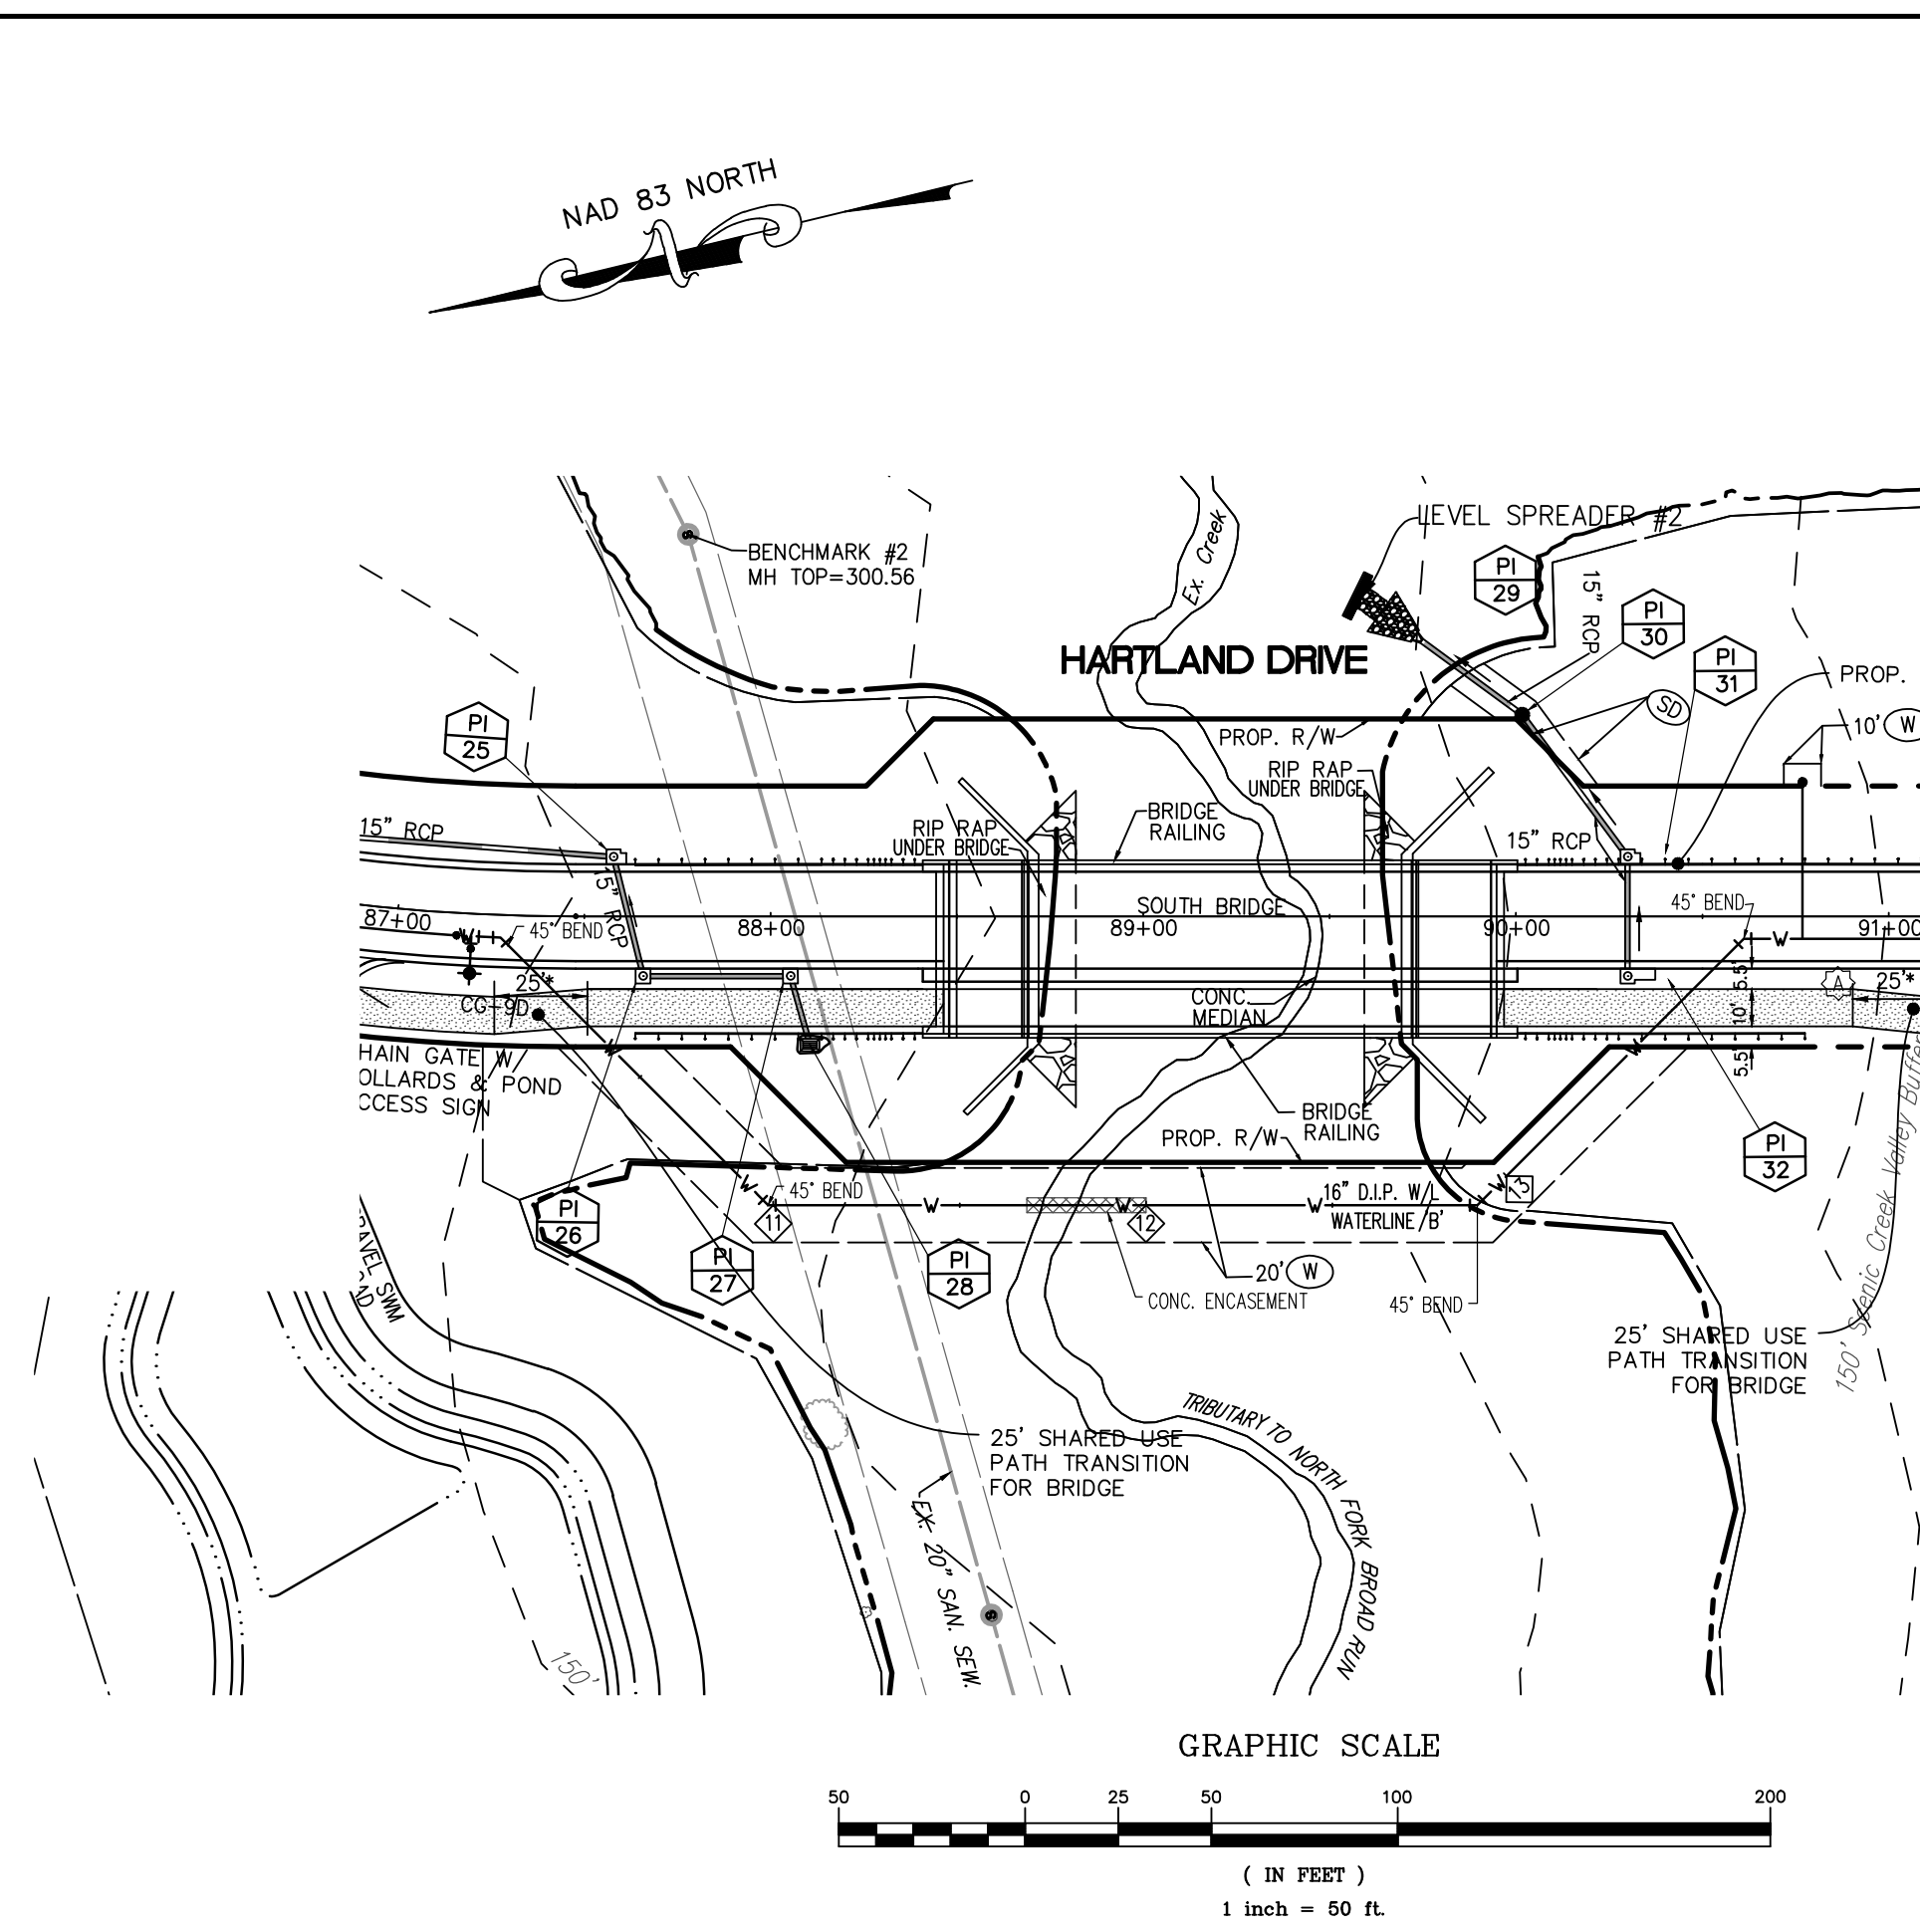 NAD 83 NORTH
BENCHMARK #2
MH TOP=300.56
Ex. Creek
LEVEL SPREADER #2
PI
29
15" RCP
PI
30
PI
31
HARTLAND DRIVE
SD
PROP.
10' W
PI
25
PROP. R/W
RIP RAP
UNDER BRIDGE
BRIDGE
RAILING
RIP RAP
UNDER BRIDGE
15" RCP
15" RCP
15" RCP
45° BEND
SOUTH BRIDGE
87+00
45° BEND
88+00
89+00
90+00
91+00
W
W
25'*
CG-9D
CONC.
MEDIAN
5.5'
10'
5.5'
A
25'*
W
W
HAIN GATE W/
OLLARDS & POND
CCESS SIGN
BRIDGE
RAILING
PROP. R/W
PI
32
150' Scenic Creek Valley Buffer
W
45° BEND
W
W
W
16" D.I.P. W/L
WATERLINE 'B'
W
13
11
12
PI
26
PI
27
PI
28
20' W
CONC. ENCASEMENT
45° BEND
RAVEL SWM
25' SHARED USE
PATH TRANSITION
FOR BRIDGE
25' SHARED USE
PATH TRANSITION
FOR BRIDGE
TRIBUTARY TO NORTH FORK BROAD RUN
EX. 20" SAN. SEW.
150'
GRAPHIC SCALE
50 0 25 50 100 200
( IN FEET )
1 inch = 50 ft.